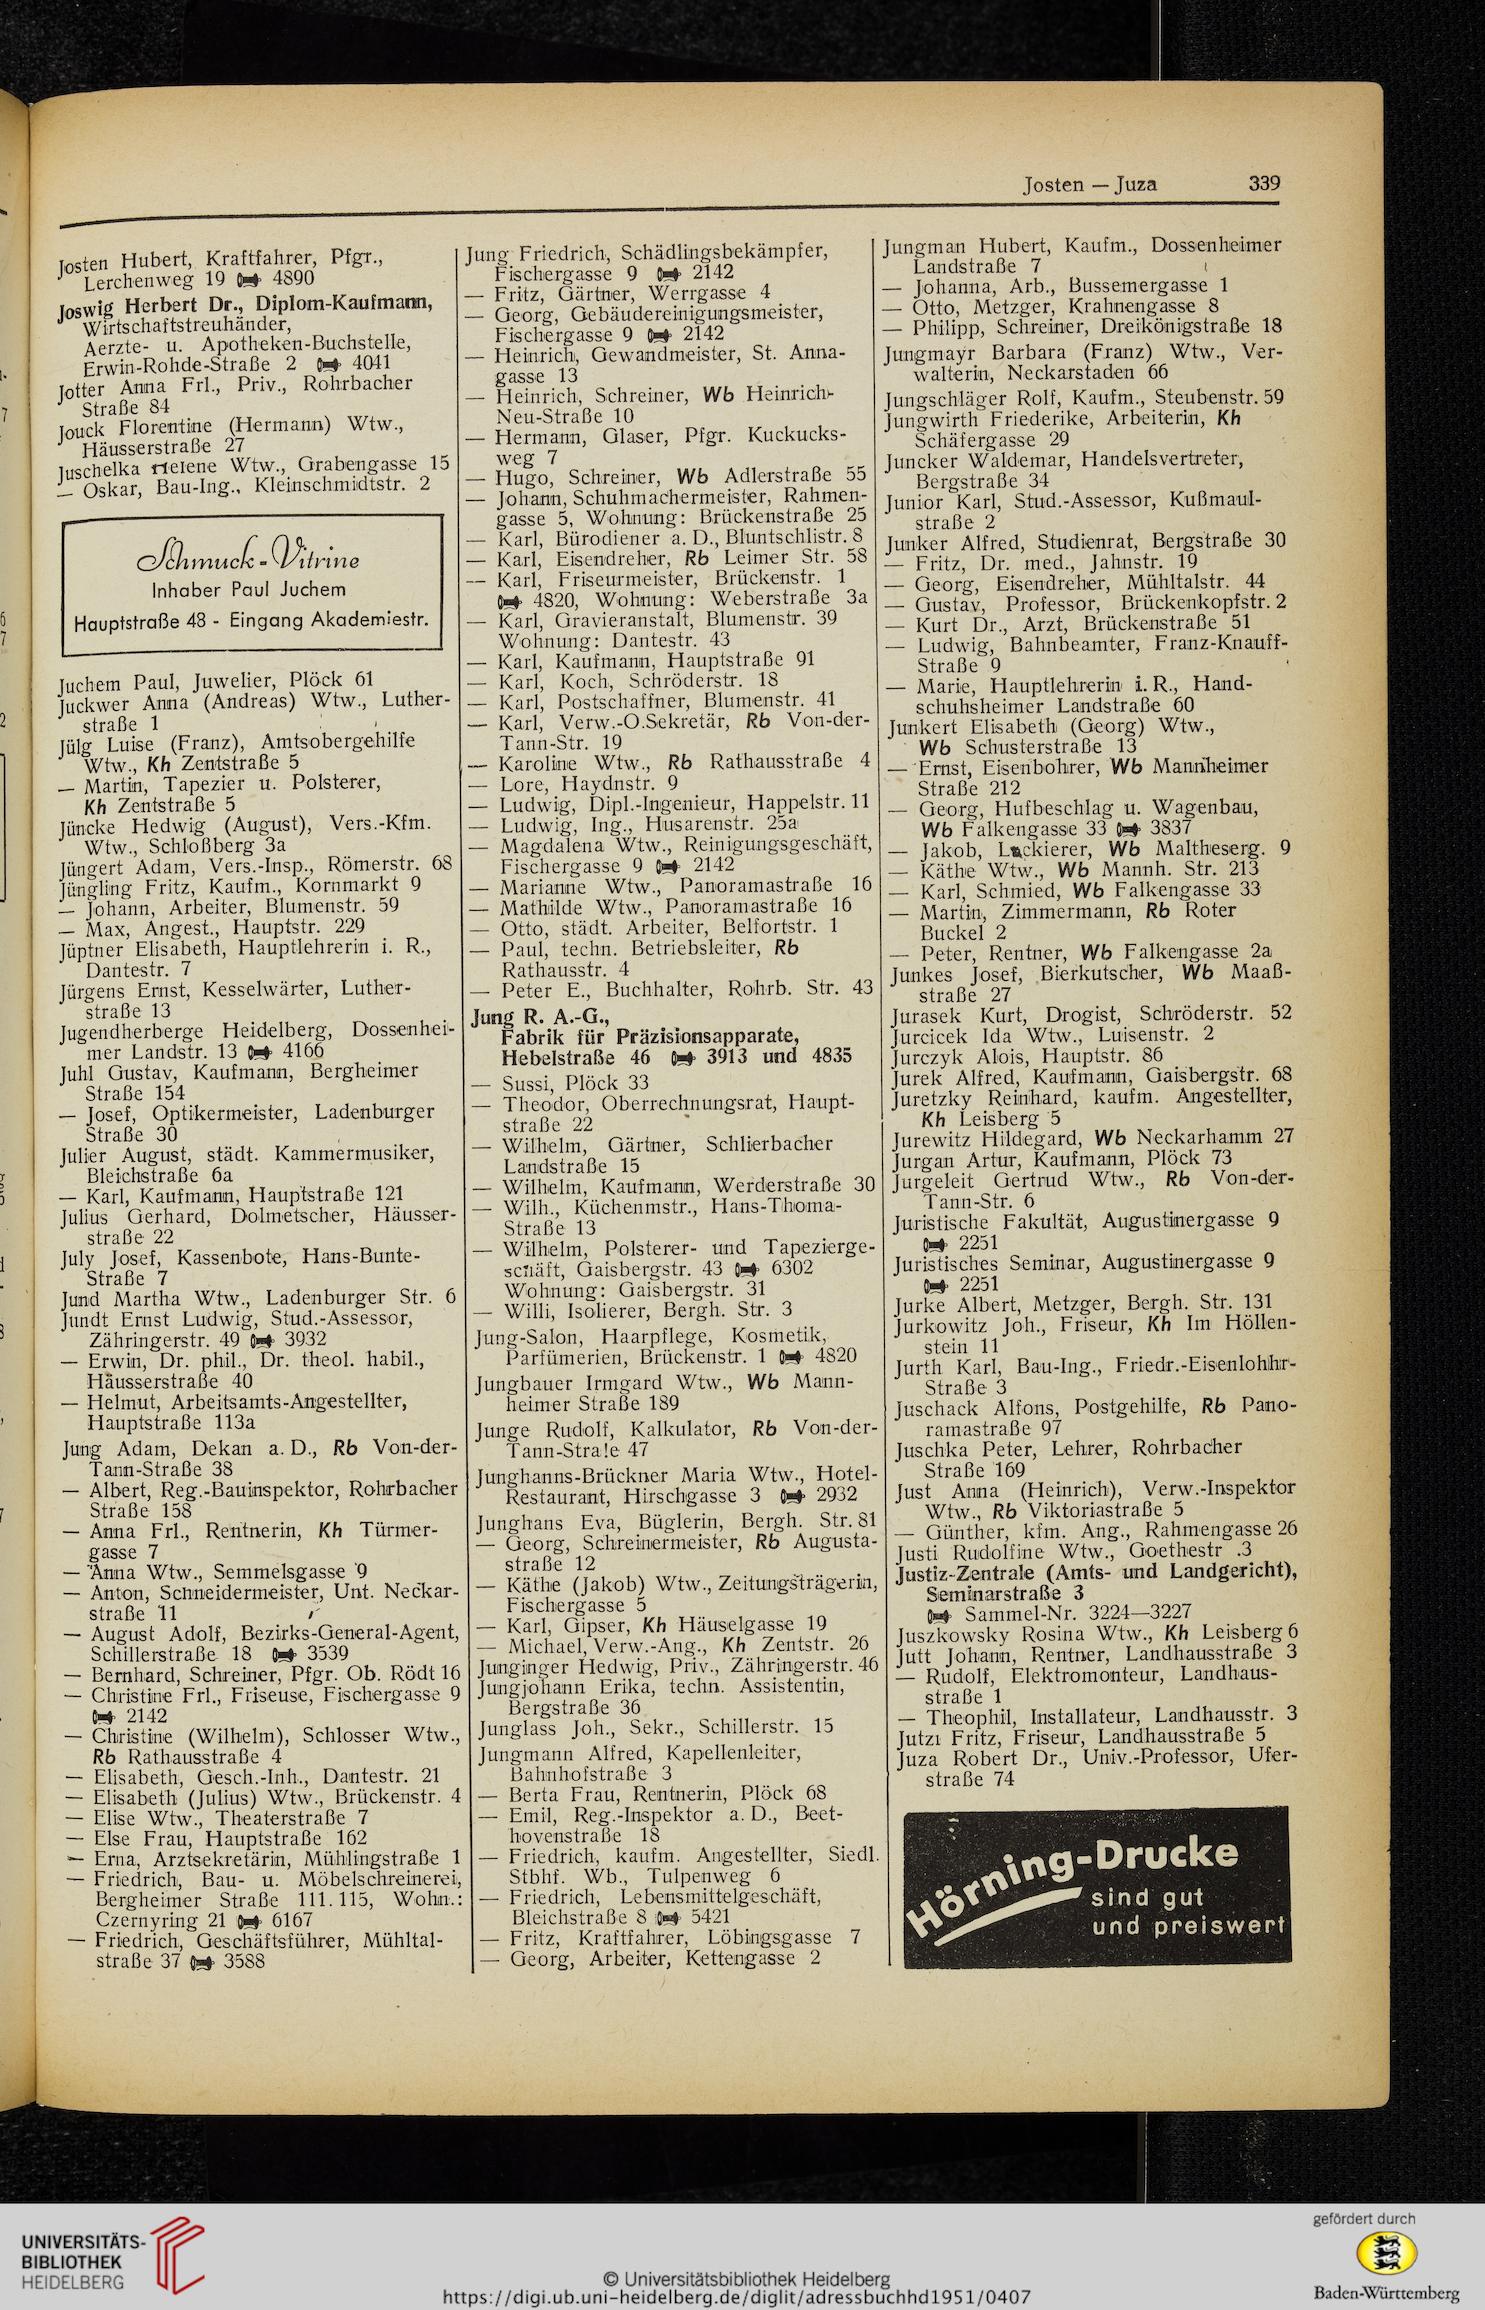 Josten — Juza 339
Josten Hubert, Kraftfahrer, Pfgr.,
Lerchenweg 19 4890
Joswig Herbert Dr., Diplom-Kaufmann,
Wirtschaftstreuhänder,
Aerzte- u. Apotheken-Buchstelle,
Erwin-Rohde-Straße 2 4041
Jotter Anna Frl., Priv., Rohrbacher
Straße 84
Jouck Florentine (Hermann) Wtw.,
Häusserstraße 27
Juschelka Helene Wtw., Grabengasse 15
— Oskar, Bau-Ing., Kleinschmidtstr. 2
Schmuck-Vitrine
Inhaber Paul Juchem
Hauptstraße 48 - Eingang Akademiestr.
Juchem Paul, Juwelier, Plöck 61
Juckwer Anna (Andreas) Wtw., Luther-
straße 1
Jülg Luise (Franz), Amtsobergehilfe
Wtw., Kh Zentstraße 5
— Martin, Tapezier u. Polsterer,
Kh Zentstraße 5
Jüncke Hedwig (August), Vers.-Kfm.
Wtw., Schloßberg 3a
Jüngert Adam, Vers.-Insp., Römerstr. 68
Jüngling Fritz, Kaufm., Kornmarkt 9
— Johann, Arbeiter, Blumenstr. 59
— Max, Angest., Hauptstr. 229
Jüptner Elisabeth, Hauptlehrerin i. R.,
Dantestr. 7
Jürgens Ernst, Kesselwärter, Luther-
straße 13
Jugendherberge Heidelberg, Dossenhei-
mer Landstr. 13 4166
Juhl Gustav, Kaufmann, Bergheimer
Straße 154
— Josef, Optikermeister, Ladenburger
Straße 30
Julier August, städt. Kammermusiker,
Bleichstraße 6a
— Karl, Kaufmann, Hauptstraße 121
Julius Gerhard, Dolmetscher, Häusser-
straße 22
July Josef, Kassenbote, Hans-Bunte-
Straße 7
Jund Martha Wtw., Ladenburger Str. 6
Jundt Ernst Ludwig, Stud.-Assessor,
Zähringerstr. 49 3932
— Erwin, Dr. phil., Dr. theol. habil.,
Häusserstraße 40
— Helmut, Arbeitsamts-Angestellter,
Hauptstraße 113a
Jung Adam, Dekan a. D., Rb Von-der-
Tann-Straße 38
— Albert, Reg.-Bauinspektor, Rohrbacher
Straße 158
— Anna Frl., Rentnerin, Kh Türmer-
gasse 7
— Anna Wtw., Semmelsgasse 9
— Anton, Schneidermeister, Unt. Neckar-
straße 11
— August Adolf, Bezirks-General-Agent,
Schillerstraße 18 3539
— Bernhard, Schreiner, Pfgr. Ob. Rödt 16
— Christine Frl., Friseuse, Fischergasse 9
2142
— Christine (Wilhelm), Schlosser Wtw.,
Rb Rathausstraße 4
— Elisabeth, Gesch.-Inh., Dantestr. 21
— Elisabeth (Julius) Wtw., Brückenstr. 4
— Elise Wtw., Theaterstraße 7
— Else Frau, Hauptstraße 162
— Erna, Arztsekretärin, Mühlingstraße 1
— Friedrich, Bau- u. Möbelschreinerei,
Bergheimer Straße 111. 115, Wohn.:
Czernyring 21 6167
— Friedrich, Geschäftsführer, Mühltal-
straße 37 3588
Jung Friedrich, Schädlingsbekämpfer,
Fischergasse 9 2142
— Fritz, Gärtner, Werrgasse 4
— Georg, Gebäudereinigungsmeister,
Fischergasse 9 2142
— Heinrich, Gewandmeister, St. Anna-
gasse 13
— Heinrich, Schreiner, Wb Heinrich-
Neu-Straße 10
— Hermann, Glaser, Pfgr. Kuckucks-
weg 7
— Hugo, Schreiner, Wb Adlerstraße 55
— Johann, Schuhmachermeister, Rahmen-
gasse 5, Wohnung: Brückenstraße 25
— Karl, Bürodiener a. D., Bluntschlistr. 8
— Karl, Eisendreher, Rb Leimer Str. 58
— Karl, Friseurmeister, Brückenstr. 1
4820, Wohnung: Weberstraße 3a
— Karl, Gravieranstalt, Blumenstr. 39
Wohnung: Dantestr. 43
— Karl, Kaufmann, Hauptstraße 91
— Karl, Koch, Schröderstr. 18
— Karl, Postschaffner, Blumenstr. 41
— Karl, Verw.-O.Sekretär, Rb Von-der-
Tann-Str. 19
— Karoline Wtw., Rb Rathausstraße 4
— Lore, Haydnstr. 9
— Ludwig, Dipl.-Ingenieur, Happelstr. 11
— Ludwig, Ing., Husarenstr. 25a
— Magdalena Wtw., Reinigungsgeschäft,
Fischergasse 9 2142
— Marianne Wtw., Panoramastraße 16
— Mathilde Wtw., Panoramastraße 16
— Otto, städt. Arbeiter, Belfortstr. 1
— Paul, techn. Betriebsleiter, Rb
Rathausstr. 4
— Peter E., Buchhalter, Rohrb. Str. 43
Jung R. A.-G.,
Fabrik für Präzisionsapparate,
Hebelstraße 46 3913 und 4835
— Sussi, Plöck 33
— Theodor, Oberrechnungsrat, Haupt-
straße 22
— Wilhelm, Gärtner, Schlierbacher
Landstraße 15
— Wilhelm, Kaufmann, Werderstraße 30
— Wilh., Küchenmstr., Hans-Thoma-
Straße 13
— Wilhelm, Polsterer- und Tapezierge-
schäft, Gaisbergstr. 43 6302
Wohnung: Gaisbergstr. 31
— Willi, Isolierer, Bergh. Str. 3
Jung-Salon, Haarpflege, Kosmetik,
Parfümerien, Brückenstr. 1 4820
Jungbauer Irmgard Wtw., Wb Mann-
heimer Straße 189
Junge Rudolf, Kalkulator, Rb Von-der-
Tann-Stra!e 47
Junghanns-Brückner Maria Wtw., Hotel-
Restaurant, Hirschgasse 3 2932
Junghans Eva, Büglerin, Bergh. Str. 81
— Georg, Schreinermeister, Rb Augusta-
straße 12
— Käthe (Jakob) Wtw., Zeitungsträgerin,
Fischergasse 5
— Karl, Gipser, Kh Häuselgasse 19
— Michael, Verw.-Ang., Kh Zentstr. 26
Junginger Hedwig, Priv., Zähringerstr. 46
Jungjohann Erika, techn. Assistentin,
Bergstraße 36
Junglass Joh., Sekr., Schillerstr. 15
Jungmann Alfred, Kapellenleiter,
Bahnhofstraße 3
— Berta Frau, Rentnerin, Plöck 68
— Emil, Reg.-Inspektor a. D., Beet-
hovenstraße 18
— Friedrich, kaufm. Angestellter, Siedl.
Stbhf. Wb., Tulpenweg 6
— Friedrich, Lebensmittelgeschäft,
Bleichstraße 8 5421
— Fritz, Kraftfahrer, Löbingsgasse 7
— Georg, Arbeiter, Kettengasse 2
Jungman Hubert, Kaufm., Dossenheimer
Landstraße 7
— Johanna, Arb., Bussemergasse 1
— Otto, Metzger, Krahnengasse 8
— Philipp, Schreiner, Dreikönigstraße 18
Jungmayr Barbara (Franz) Wtw., Ver-
walterin, Neckarstaden 66
Jungschläger Rolf, Kaufm., Steubenstr. 59
Jungwirth Friederike, Arbeiterin, Kh
Schäfergasse 29
Juncker Waldemar, Handelsvertreter,
Bergstraße 34
Junior Karl, Stud.-Assessor, Kußmaul-
straße 2
Junker Alfred, Studienrat, Bergstraße 30
— Fritz, Dr. med., Jahnstr. 19
— Georg, Eisendreher, Mühltalstr. 44
— Gustav, Professor, Brückenkopfstr. 2
— Kurt Dr., Arzt, Brückenstraße 51
— Ludwig, Bahnbeamter, Franz-Knauff-
Straße 9
— Marie, Hauptlehrerin i. R., Hand-
schuhsheimer Landstraße 60
Junkert Elisabeth (Georg) Wtw.,
Wb Schusterstraße 13
— Ernst, Eisenbohrer, Wb Mannheimer
Straße 212
— Georg, Hufbeschlag u. Wagenbau,
Wb Falkengasse 33 3837
— Jakob, Lackierer, Wb Maltheserg. 9
— Käthe Wtw., Wb Mannh. Str. 213
— Karl, Schmied, Wb Falkengasse 33
— Martin, Zimmermann, Rb Roter
Buckel 2
— Peter, Rentner, Wb Falkengasse 2a
Junkes Josef, Bierkutscher, Wb Maaß-
straße 27
Jurasek Kurt, Drogist, Schröderstr. 52
Jurcicek Ida Wtw., Luisenstr. 2
Jurczyk Alois, Hauptstr. 86
Jurek Alfred, Kaufmann, Gaisbergstr. 68
Juretzky Reinhard, kaufm. Angestellter,
Kh Leisberg 5
Jurewitz Hildegard, Wb Neckarhamm 27
Jurgan Artur, Kaufmann, Plöck 73
Jurgeleit Gertrud Wtw., Rb Von-der-
Tann-Str. 6
Juristische Fakultät, Augustinergasse 9
2251
Juristisches Seminar, Augustinergasse 9
2251
Jurke Albert, Metzger, Bergh. Str. 131
Jurkowitz Joh., Friseur, Kh Im Höllen-
stein 11
Jurth Karl, Bau-Ing., Friedr.-Eisenlohhr-
Straße 3
Juschack Alfons, Postgehilfe, Rb Pano-
ramastraße 97
Juschka Peter, Lehrer, Rohrbacher
Straße 169
Just Anna (Heinrich), Verw.-Inspektor
Wtw., Rb Viktoriastraße 5
— Günther, kfm. Ang., Rahmengasse 26
Justi Rudolfine Wtw., Goethestr .3
Justiz-Zentrale (Amts- und Landgericht),
Seminarstraße 3
Sammel-Nr. 3224—3227
Juszkowsky Rosina Wtw., Kh Leisberg 6
Jutt Johann, Rentner, Landhausstraße 3
— Rudolf, Elektromonteur, Landhaus-
straße 1
— Theophil, Installateur, Landhausstr. 3
Jutzi Fritz, Friseur, Landhausstraße 5
Juza Robert Dr., Univ.-Professor, Ufer-
straße 74
Hörning-Drucke
sind gut
und preiswert
UNIVERSITÄTS-
BIBLIOTHEK
HEIDELBERG
© Universitätsbibliothek Heidelberg
https://digi.ub.uni-heidelberg.de/diglit/adressbuchhd1951/0407
gefördert durch
Baden-Württemberg